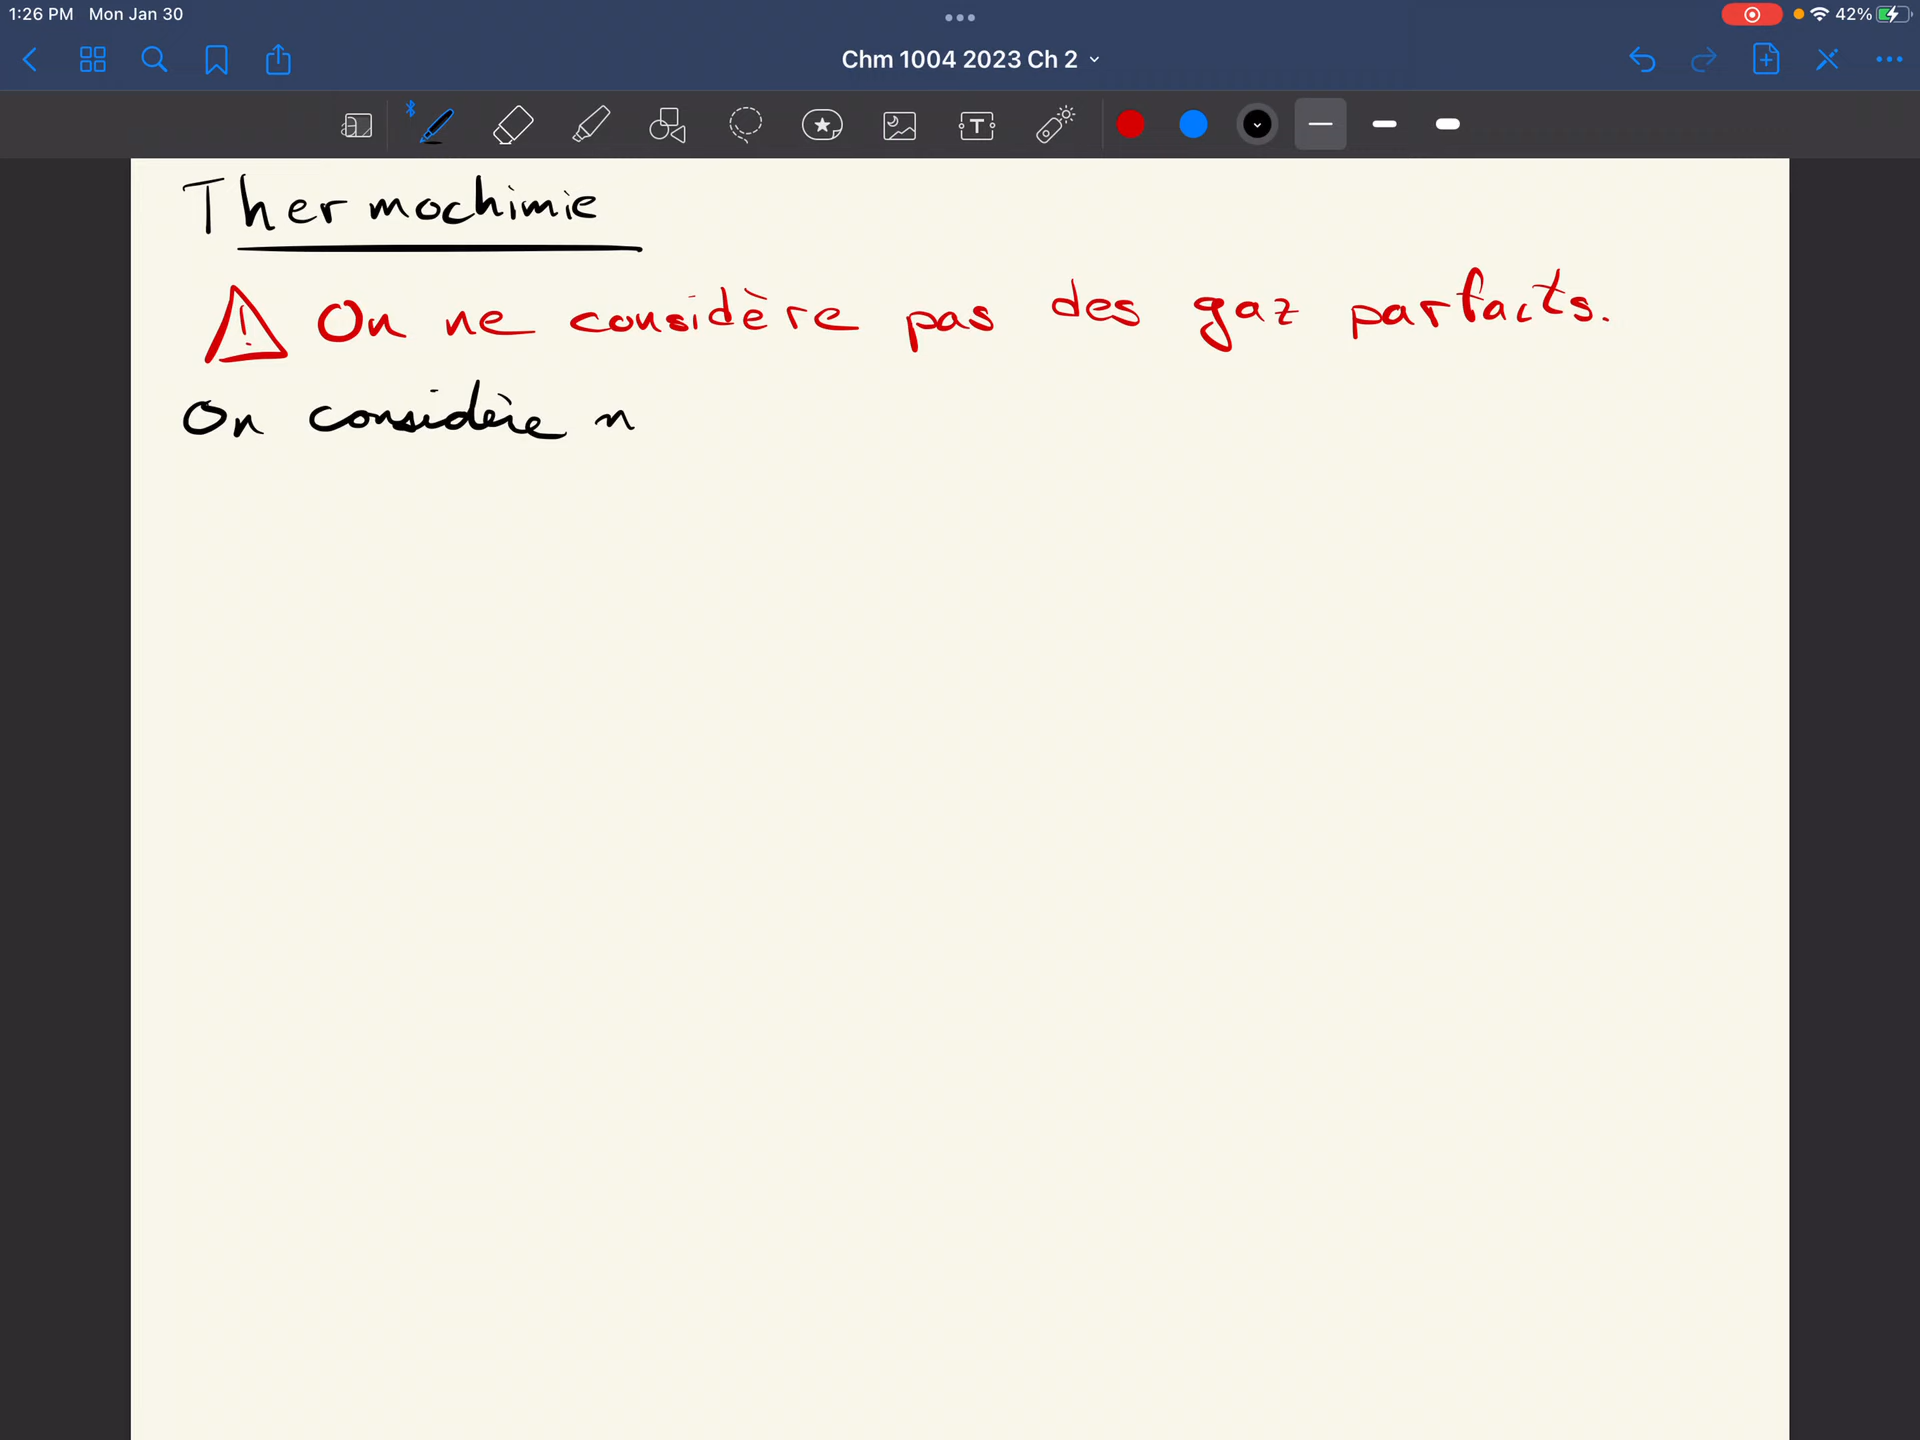 1:26 PM Mon Jan 30
42%
Chm 1004 2023 Ch 2
Thermochimie
On ne considère pas des gaz parfaits.
On considère n